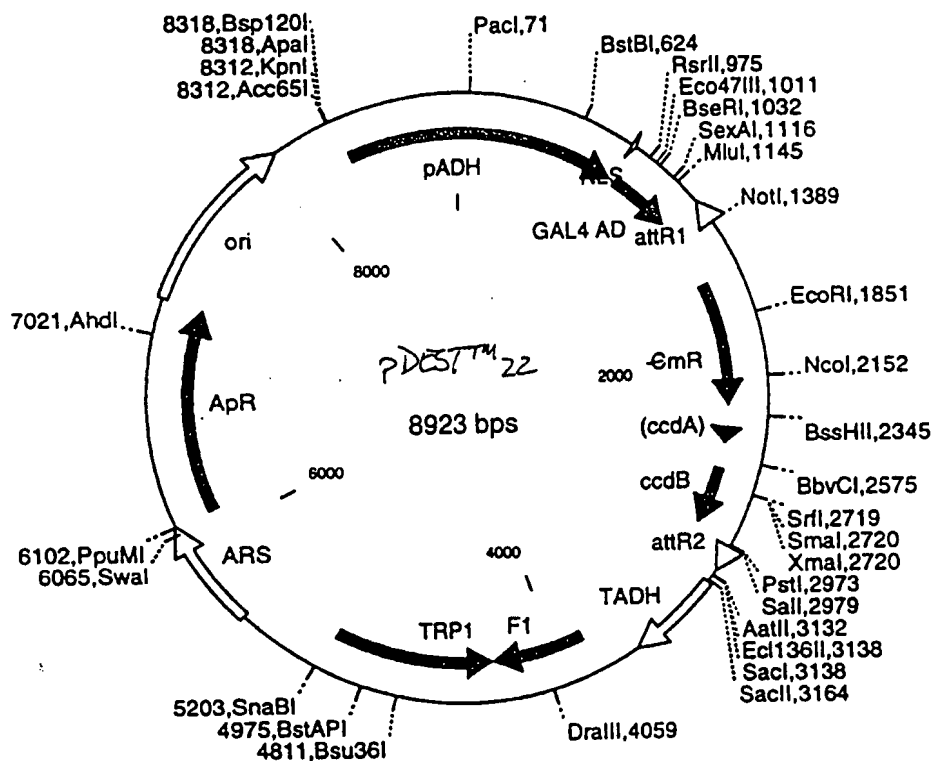 8318,Bsp120I
8318,ApaI
8312,KpnI
8312,Acc65I
PacI,71
BstBI,624
RsrII,975
Eco47III,1011
BseRI,1032
SexAI,1116
MluI,1145
NotI,1389
pADH
GAL4 AD
attR1
ori
8000
7021,AhdI
EcoRI,1851
pDEST™22
8923 bps
2000
CmR
NcoI,2152
ApR
(ccdA)
BssHII,2345
ccdB
BbvCI,2575
6000
SrfI,2719
SmaI,2720
XmaI,2720
attR2
6102,PpuMI
6065,SwaI
ARS
4000
TADH
PstI,2973
SalI,2979
AatII,3132
Ecl136II,3138
SacI,3138
SacII,3164
TRP1
F1
5203,SnaBI
4975,BstAPI
4811,Bsu36I
DraIII,4059